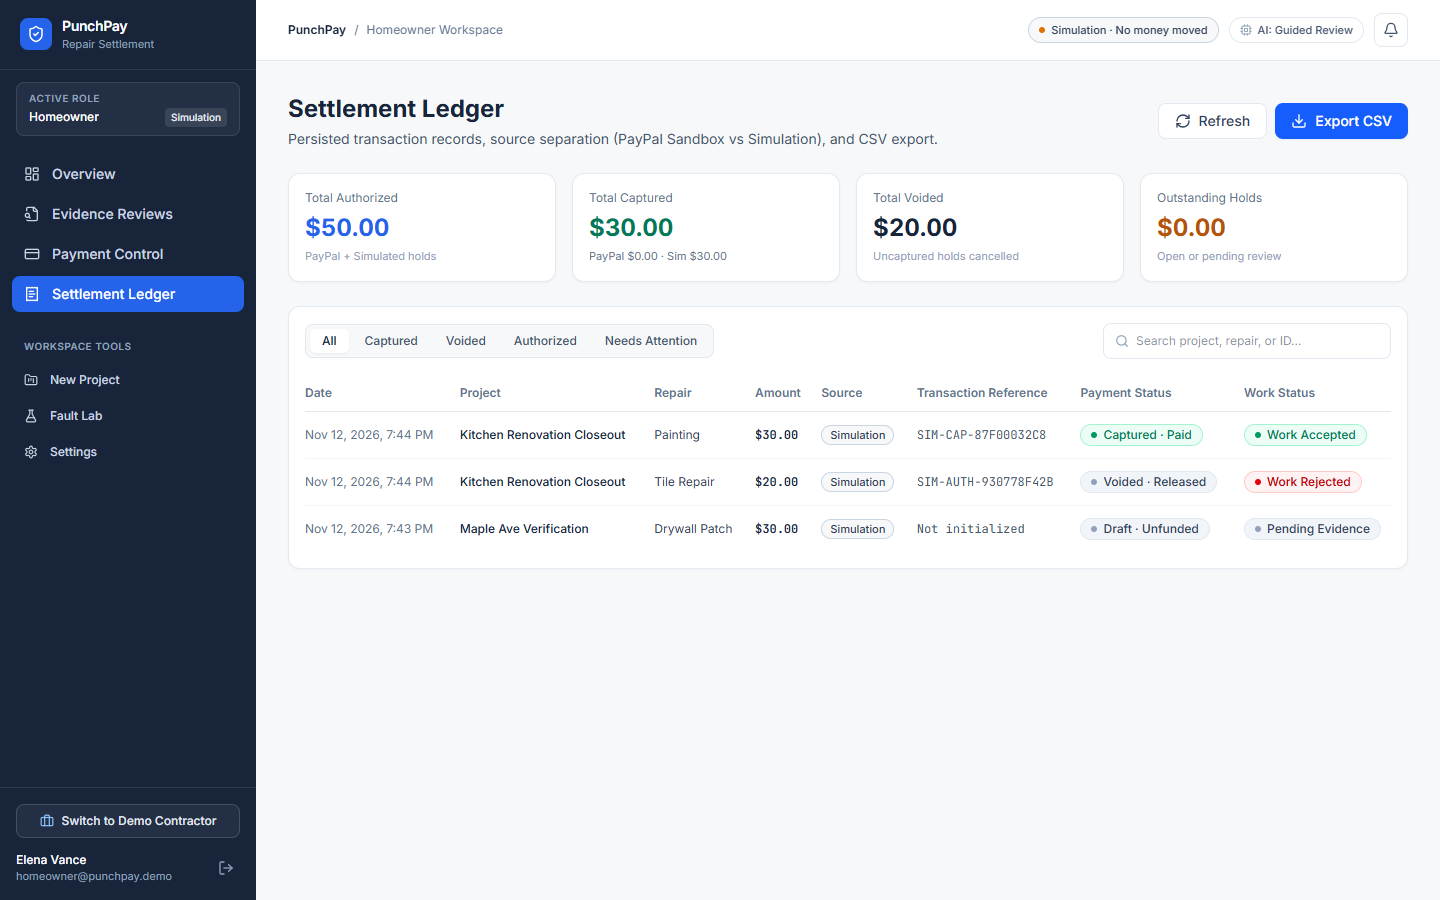 PunchPay
Repair Settlement
ACTIVE ROLE
Homeowner
Simulation
Overview
Evidence Reviews
Payment Control
Settlement Ledger
WORKSPACE TOOLS
New Project
Fault Lab
Settings
Switch to Demo Contractor
Elena Vance
homeowner@punchpay.demo
PunchPay / Homeowner Workspace
Simulation · No money moved
AI: Guided Review
Settlement Ledger
Persisted transaction records, source separation (PayPal Sandbox vs Simulation), and CSV export.
Refresh
Export CSV
Total Authorized
$50.00
PayPal + Simulated holds
Total Captured
$30.00
PayPal $0.00 · Sim $30.00
Total Voided
$20.00
Uncaptured holds cancelled
Outstanding Holds
$0.00
Open or pending review
All Captured Voided Authorized Needs Attention
Search project, repair, or ID...
Date Project Repair Amount Source Transaction Reference Payment Status Work Status
Nov 12, 2026, 7:44 PM Kitchen Renovation Closeout Painting $30.00 Simulation SIM-CAP-87F00032C8 Captured · Paid Work Accepted
Nov 12, 2026, 7:44 PM Kitchen Renovation Closeout Tile Repair $20.00 Simulation SIM-AUTH-930778F42B Voided · Released Work Rejected
Nov 12, 2026, 7:43 PM Maple Ave Verification Drywall Patch $30.00 Simulation Not initialized Draft · Unfunded Pending Evidence